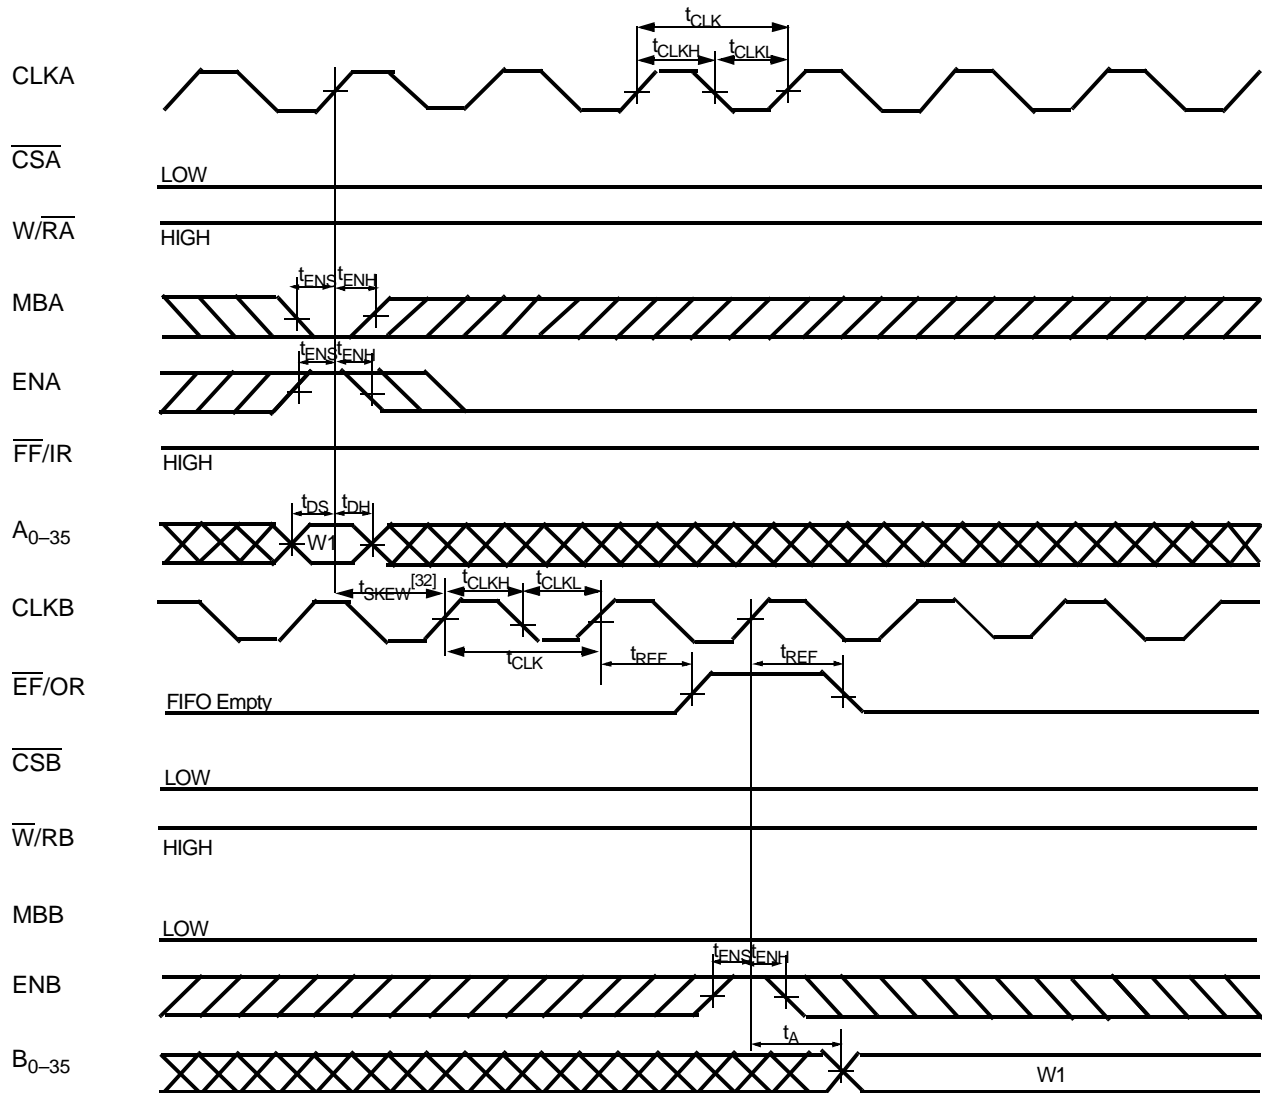 tCLK
tCLKH tCLKL
CLKA
CSA
LOW
W/RA
HIGH
tENS tENH
MBA
tENS tENH
ENA
FF/IR
HIGH
tDS tDH
A0–35
W1
tSKEW[32] tCLKH tCLKL
CLKB
tCLK tREF tREF
EF/OR
FIFO Empty
CSB
LOW
W/RB
HIGH
MBB
LOW
tENS tENH
ENB
tA
B0–35
W1